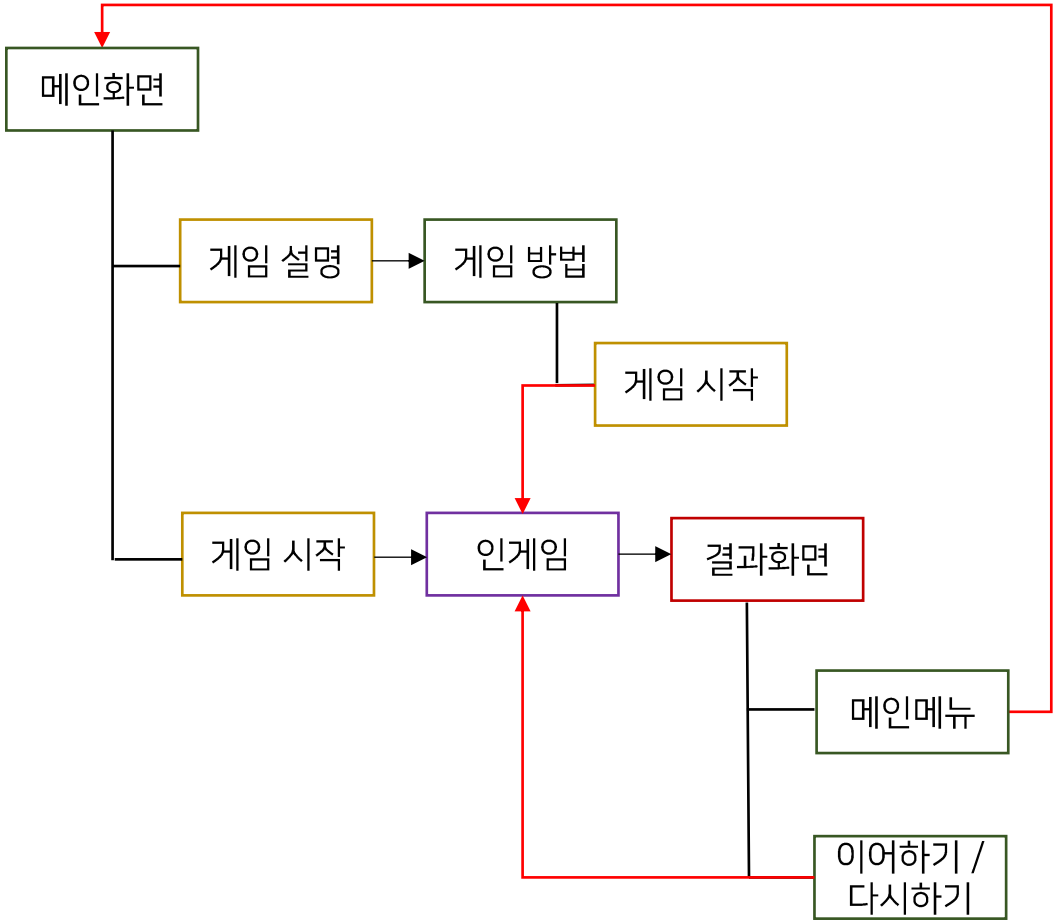 메인화면
게임 설명
게임 방법
게임 시작
게임 시작
인게임
결과화면
메인메뉴
이어하기 /
다시하기